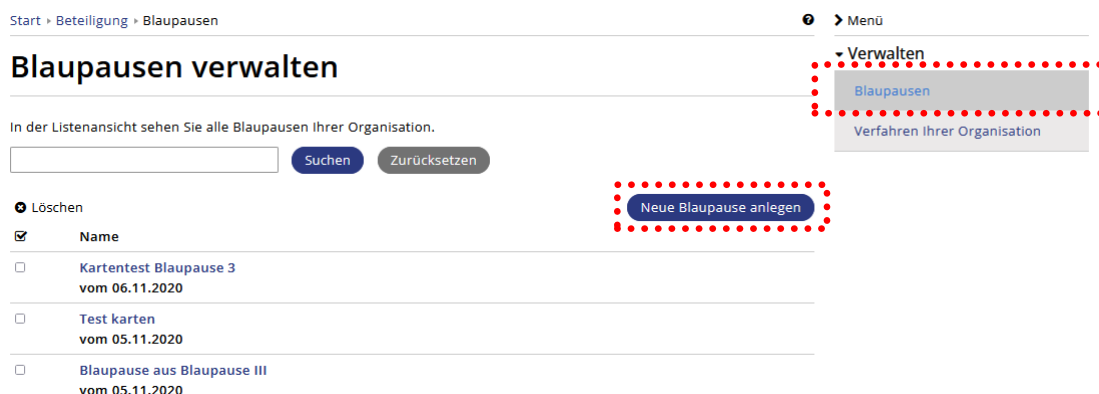 Start ▸ Beteiligung ▸ Blaupausen
Menü
Blaupausen verwalten
Verwalten
Blaupausen
Verfahren Ihrer Organisation
In der Listenansicht sehen Sie alle Blaupausen Ihrer Organisation.
Suchen Zurücksetzen
Löschen
Neue Blaupause anlegen
Name
Kartentest Blaupause 3
vom 06.11.2020
Test karten
vom 05.11.2020
Blaupause aus Blaupause III
vom 05.11.2020